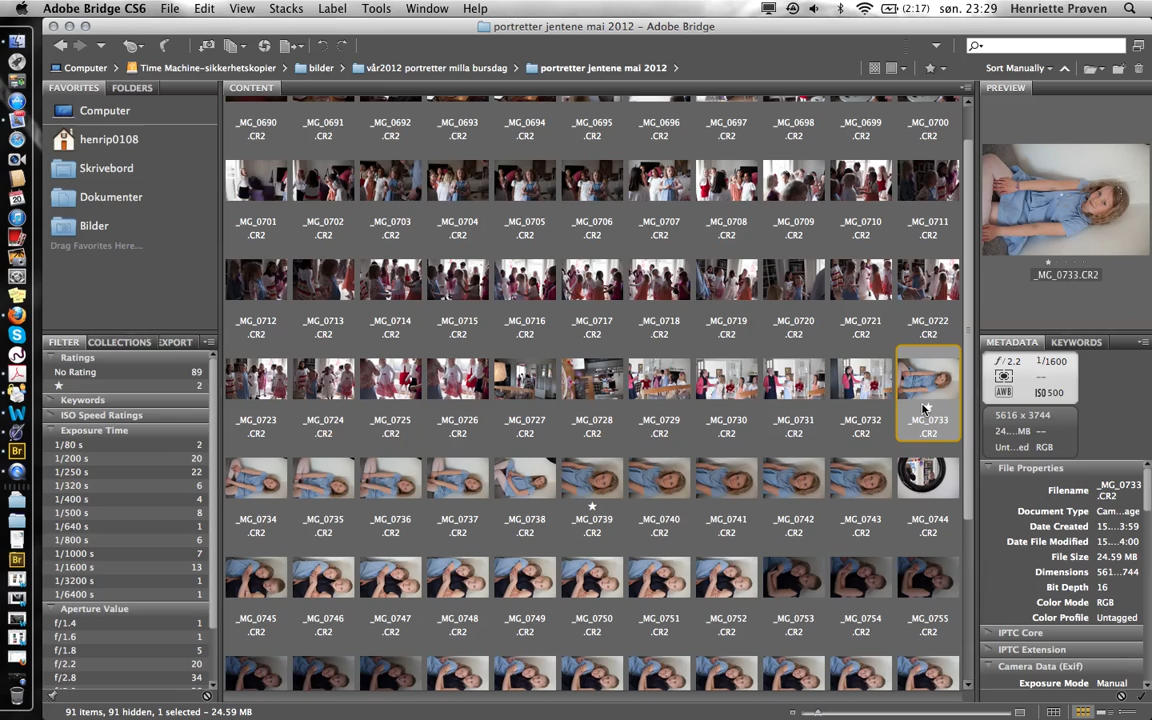 Adobe Bridge CS6 File Edit View Stacks Label Tools Window Help (2:17) søn. 23:29 Henriette Prøven
portretter jentene mai 2012 – Adobe Bridge
Computer Time Machine-sikkerhetskopier bilder vår2012 portretter milla bursdag portretter jentene mai 2012 Sort Manually
FAVORITES FOLDERS
Computer
henrip0108
Skrivebord
Dokumenter
Bilder
Drag Favorites Here...
FILTER COLLECTIONS EXPORT
Ratings
No Rating 89
★ 2
Keywords
ISO Speed Ratings
Exposure Time
1/80 s 2
1/200 s 20
1/250 s 22
1/320 s 6
1/400 s 4
1/500 s 8
1/640 s 1
1/800 s 6
1/1000 s 7
1/1600 s 13
1/3200 s 1
1/6400 s 1
Aperture Value
f/1.4 1
f/1.6 1
f/1.8 5
f/2.2 20
f/2.8 34
CONTENT
_MG_0690 _MG_0691 _MG_0692 _MG_0693 _MG_0694 _MG_0695 _MG_0696 _MG_0697 _MG_0698 _MG_0699 _MG_0700
.CR2 .CR2 .CR2 .CR2 .CR2 .CR2 .CR2 .CR2 .CR2 .CR2 .CR2
_MG_0701 _MG_0702 _MG_0703 _MG_0704 _MG_0705 _MG_0706 _MG_0707 _MG_0708 _MG_0709 _MG_0710 _MG_0711
.CR2 .CR2 .CR2 .CR2 .CR2 .CR2 .CR2 .CR2 .CR2 .CR2 .CR2
_MG_0712 _MG_0713 _MG_0714 _MG_0715 _MG_0716 _MG_0717 _MG_0718 _MG_0719 _MG_0720 _MG_0721 _MG_0722
.CR2 .CR2 .CR2 .CR2 .CR2 .CR2 .CR2 .CR2 .CR2 .CR2 .CR2
_MG_0723 _MG_0724 _MG_0725 _MG_0726 _MG_0727 _MG_0728 _MG_0729 _MG_0730 _MG_0731 _MG_0732 _MG_0733
.CR2 .CR2 .CR2 .CR2 .CR2 .CR2 .CR2 .CR2 .CR2 .CR2 .CR2
_MG_0734 _MG_0735 _MG_0736 _MG_0737 _MG_0738 _MG_0739 _MG_0740 _MG_0741 _MG_0742 _MG_0743 _MG_0744
.CR2 .CR2 .CR2 .CR2 .CR2 .CR2 .CR2 .CR2 .CR2 .CR2 .CR2
_MG_0745 _MG_0746 _MG_0747 _MG_0748 _MG_0749 _MG_0750 _MG_0751 _MG_0752 _MG_0753 _MG_0754 _MG_0755
.CR2 .CR2 .CR2 .CR2 .CR2 .CR2 .CR2 .CR2 .CR2 .CR2 .CR2
PREVIEW
_MG_0733.CR2
METADATA KEYWORDS
f/2.2 1/1600
--
AWB ISO500
5616 x 3744
24....MB --
Unt...ed RGB
File Properties
Filename _MG_0733
.CR2
Document Type Cam...age
Date Created 15....3:59
Date File Modified 15....4:00
File Size 24.59 MB
Dimensions 561...744
Bit Depth 16
Color Mode RGB
Color Profile Untagged
IPTC Core
IPTC Extension
Camera Data (Exif)
Exposure Mode Manual
91 items, 91 hidden, 1 selected – 24.59 MB